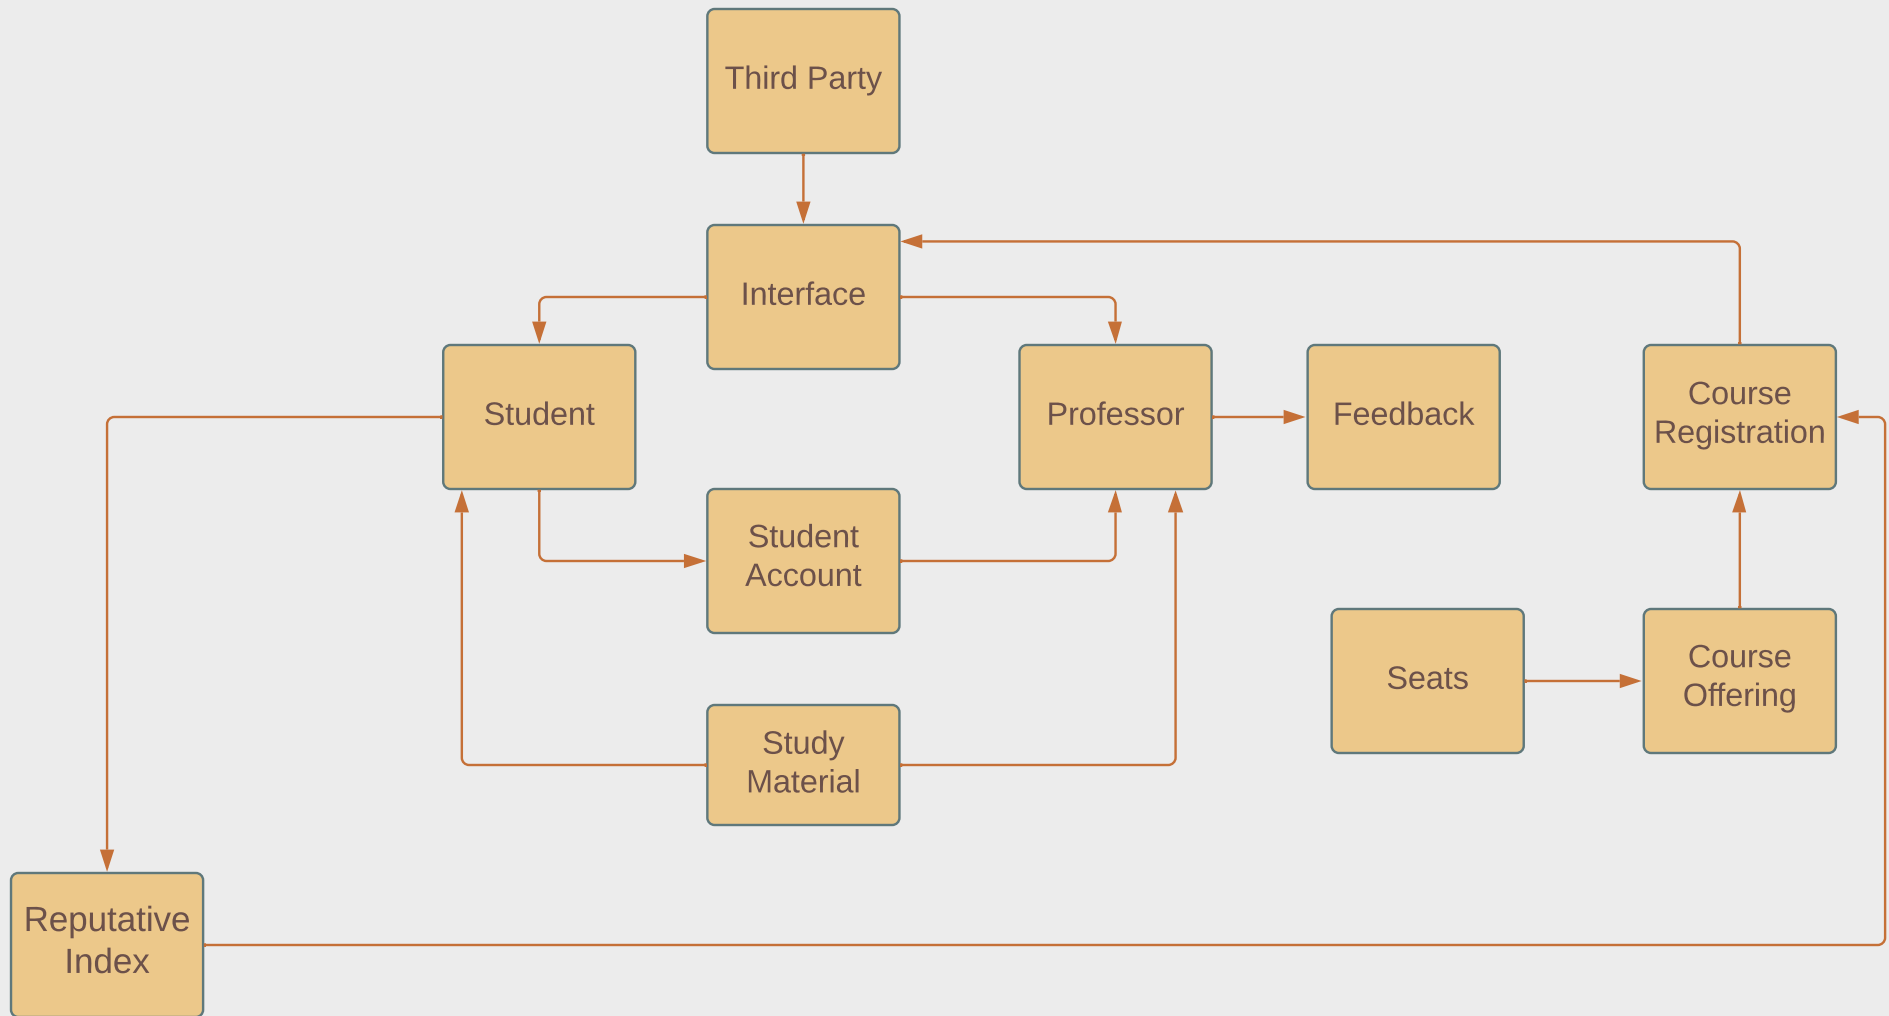 Third Party
Interface
Student
Professor
Feedback
Course
Registration
Student
Account
Seats
Course
Offering
Study
Material
Reputative
Index